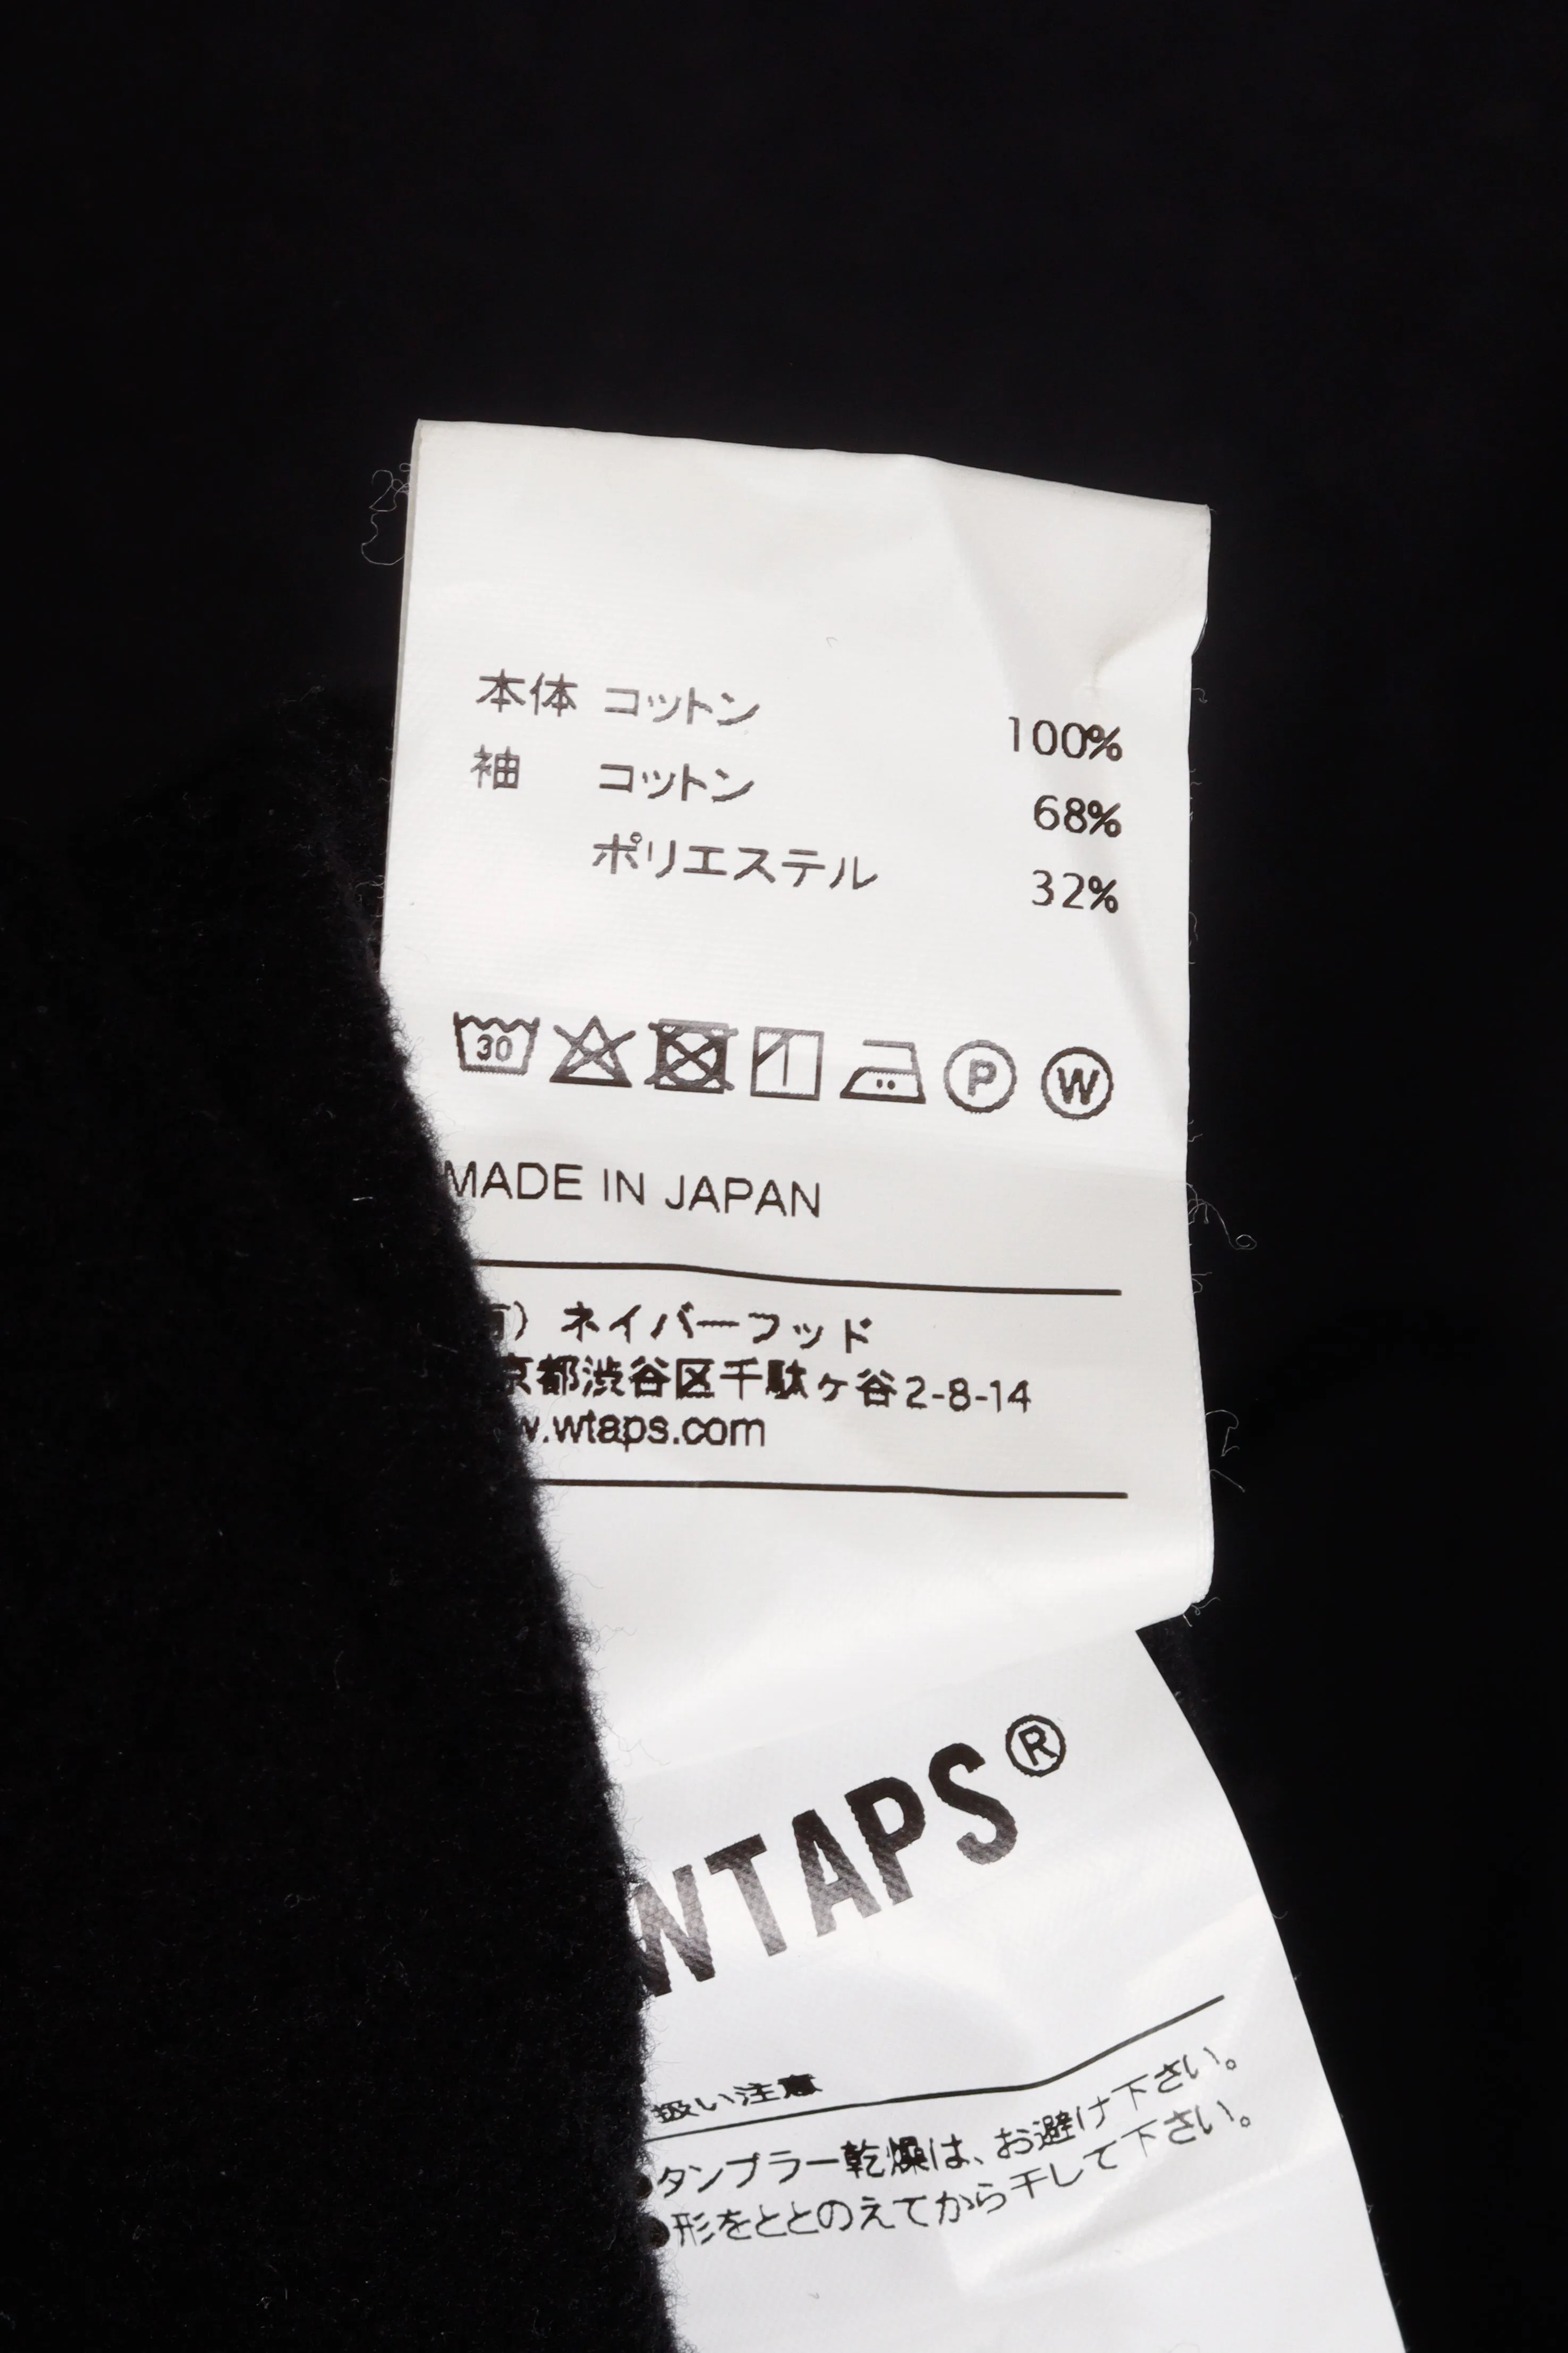 本体 コットン 100%
袖 コットン 68%
ポリエステル 32%
30 P W
MADE IN JAPAN
) ネイバーフッド
京都渋谷区千駄ヶ谷2-8-14
w.wtaps.com
WTAPS®
扱い注意
●タンブラー乾燥は、お避け下さい。
●形をととのえてから干して下さい。